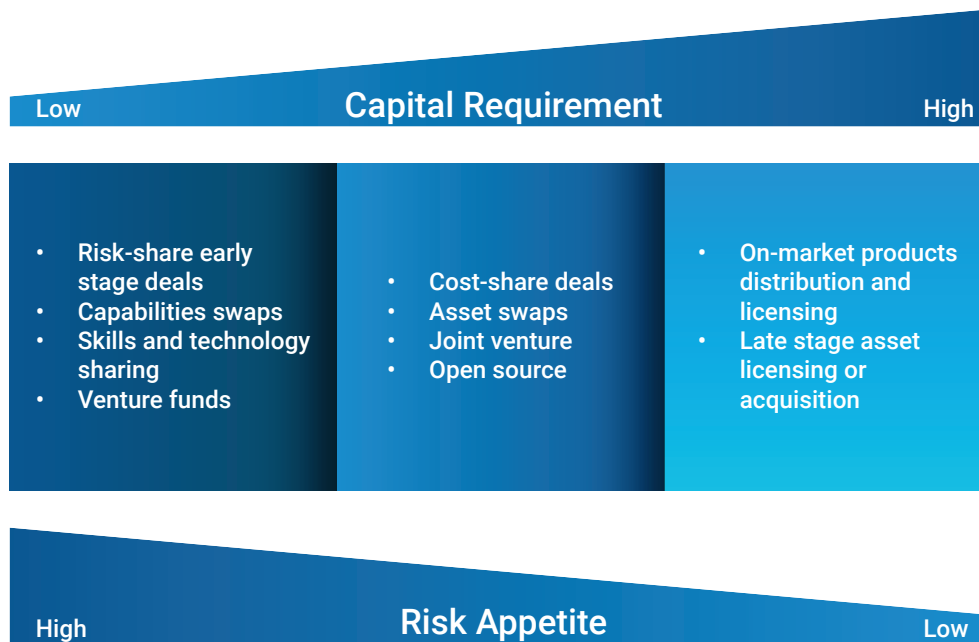 Low Capital Requirement High
• Risk-share early
stage deals
• Capabilities swaps
• Skills and technology
sharing
• Venture funds
• Cost-share deals
• Asset swaps
• Joint venture
• Open source
• On-market products
distribution and
licensing
• Late stage asset
licensing or
acquisition
High Risk Appetite Low